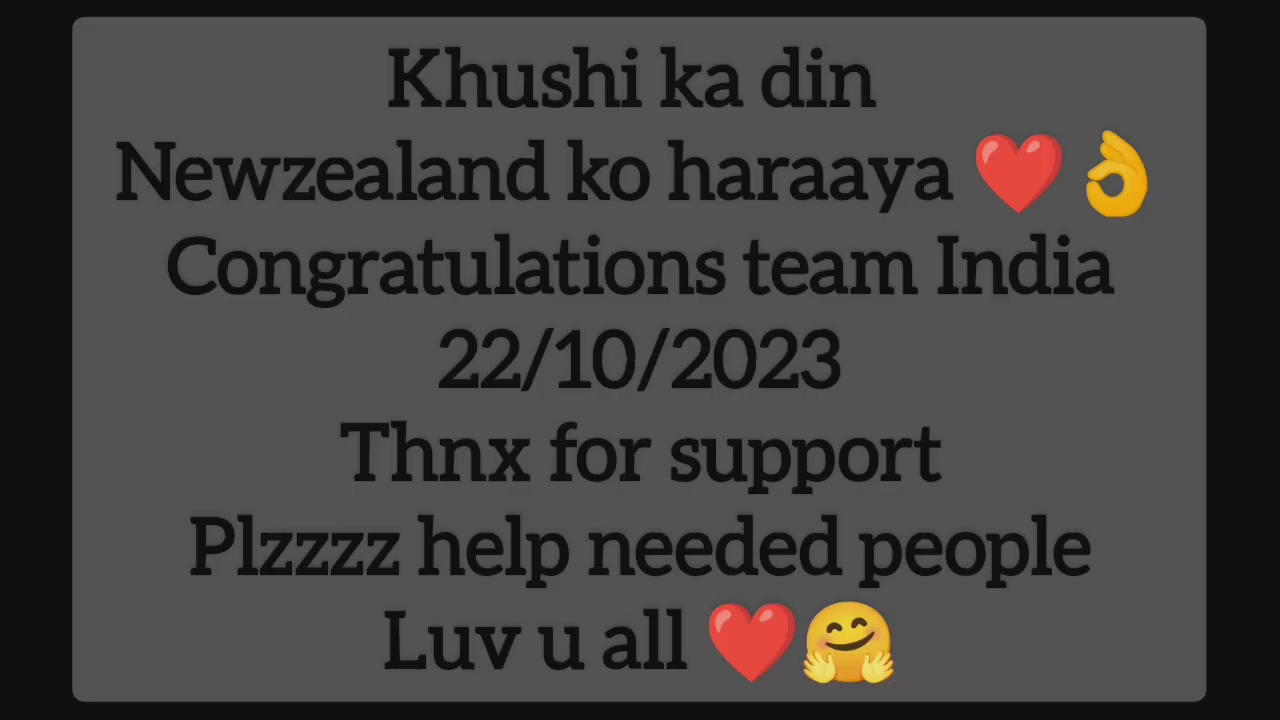 Khushi ka din
Newzealand ko haraaya ❤️👌
Congratulations team India
22/10/2023
Thnx for support
Plzzzz help needed people
Luv u all ❤️🤗